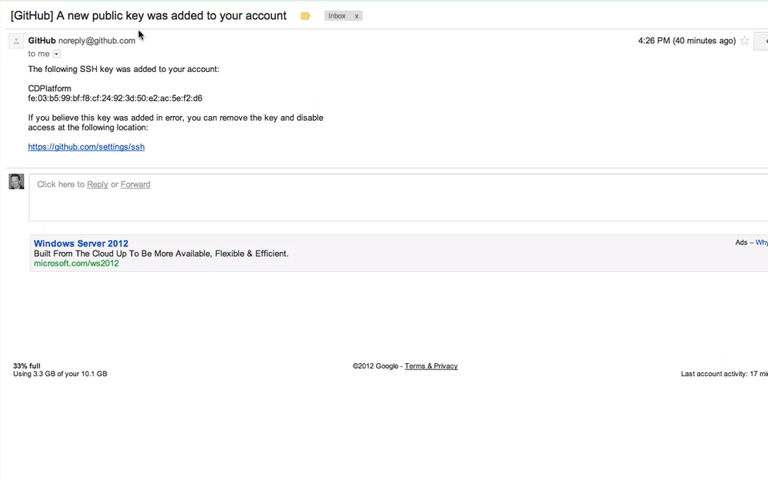 [GitHub] A new public key was added to your account
Inbox x
GitHub noreply@github.com
4:26 PM (40 minutes ago)
to me
The following SSH key was added to your account:
CDPlatform
fe:03:b5:99:bf:f8:cf:24:92:3d:50:e2:ac:5e:f2:d6
If you believe this key was added in error, you can remove the key and disable
access at the following location:
https://github.com/settings/ssh
Click here to Reply or Forward
Windows Server 2012
Ads – Why
Built From The Cloud Up To Be More Available, Flexible & Efficient.
microsoft.com/ws2012
33% full
©2012 Google - Terms & Privacy
Using 3.3 GB of your 10.1 GB
Last account activity: 17 mi